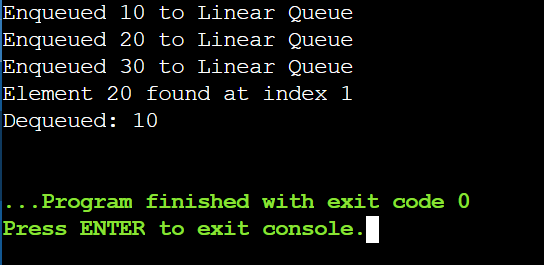 Enqueued 10 to Linear Queue
Enqueued 20 to Linear Queue
Enqueued 30 to Linear Queue
Element 20 found at index 1
Dequeued: 10
...Program finished with exit code 0
Press ENTER to exit console.